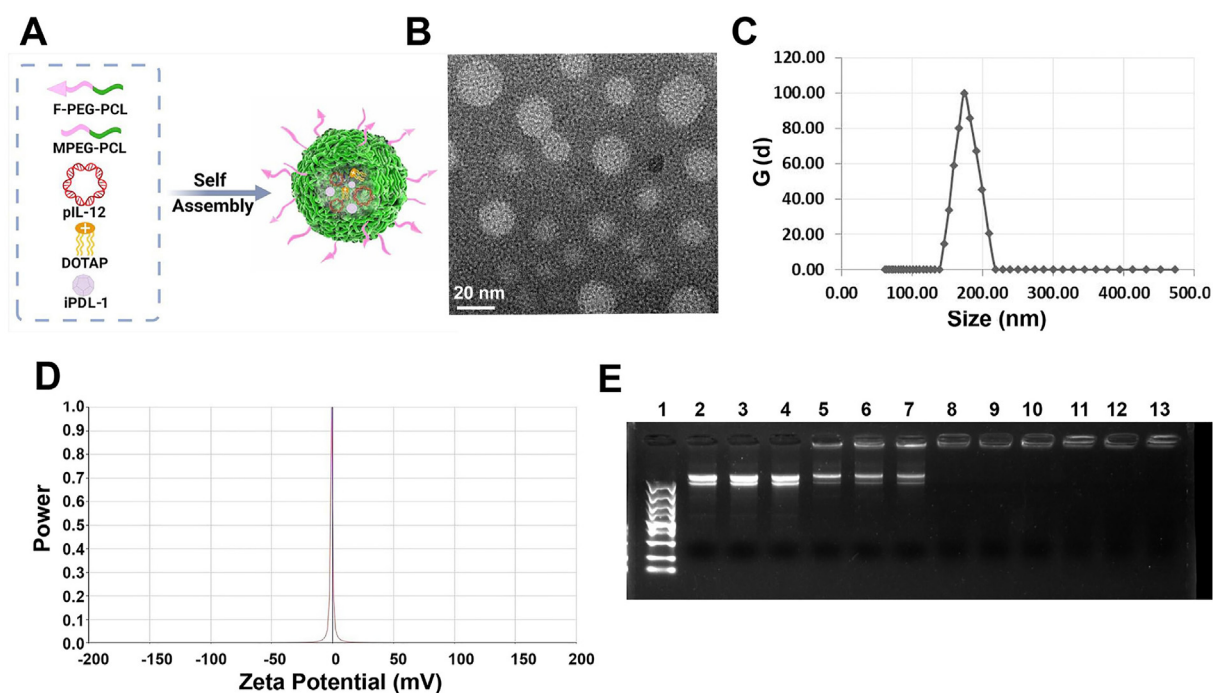 A
F-PEG-PCL
MPEG-PCL
pIL-12
DOTAP
iPDL-1
Self
Assembly
B
20 nm
C
G (d)
120.00
100.00
80.00
60.00
40.00
20.00
0.00
0.00 100.00 200.00 300.00 400.00 500.0
Size (nm)
D
Power
1.0
0.9
0.8
0.7
0.6
0.5
0.4
0.3
0.2
0.1
0.0
-200 -150 -100 -50 0 50 100 150 200
Zeta Potential (mV)
E
1 2 3 4 5 6 7 8 9 10 11 12 13